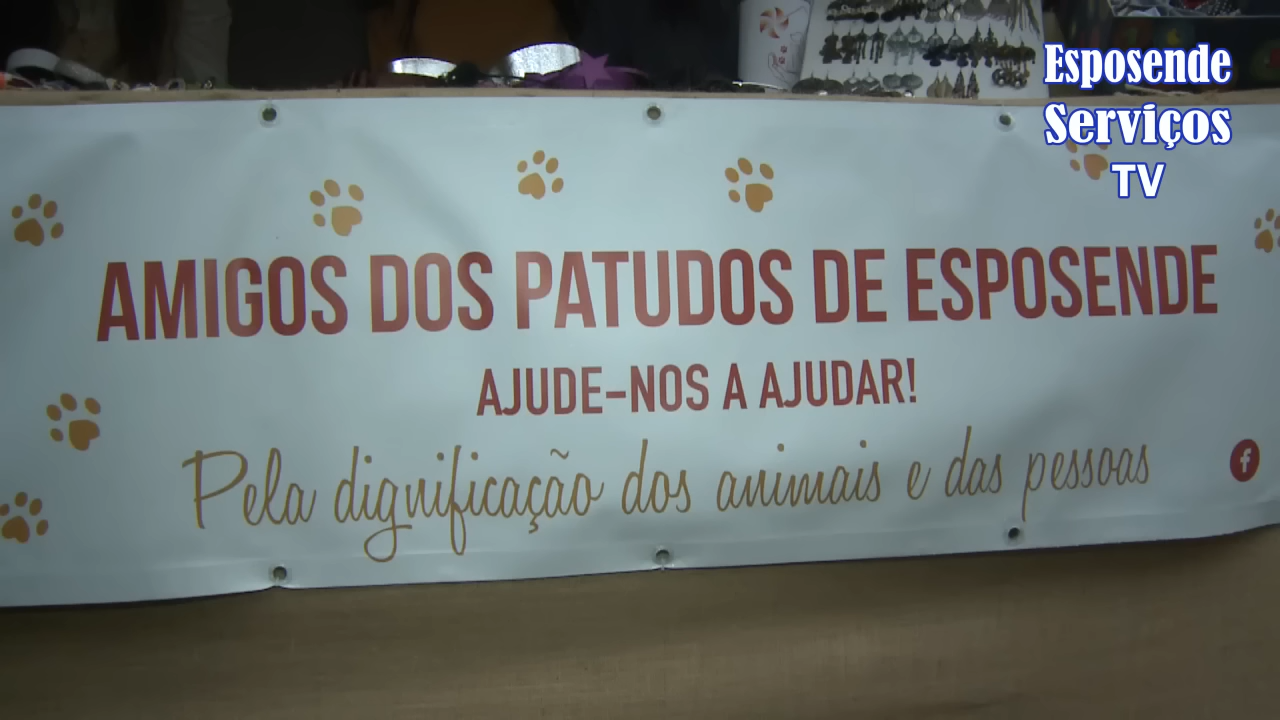 Esposende
Serviços
TV
AMIGOS DOS PATUDOS DE ESPOSENDE
AJUDE-NOS A AJUDAR!
Pela dignificação dos animais e das pessoas
f